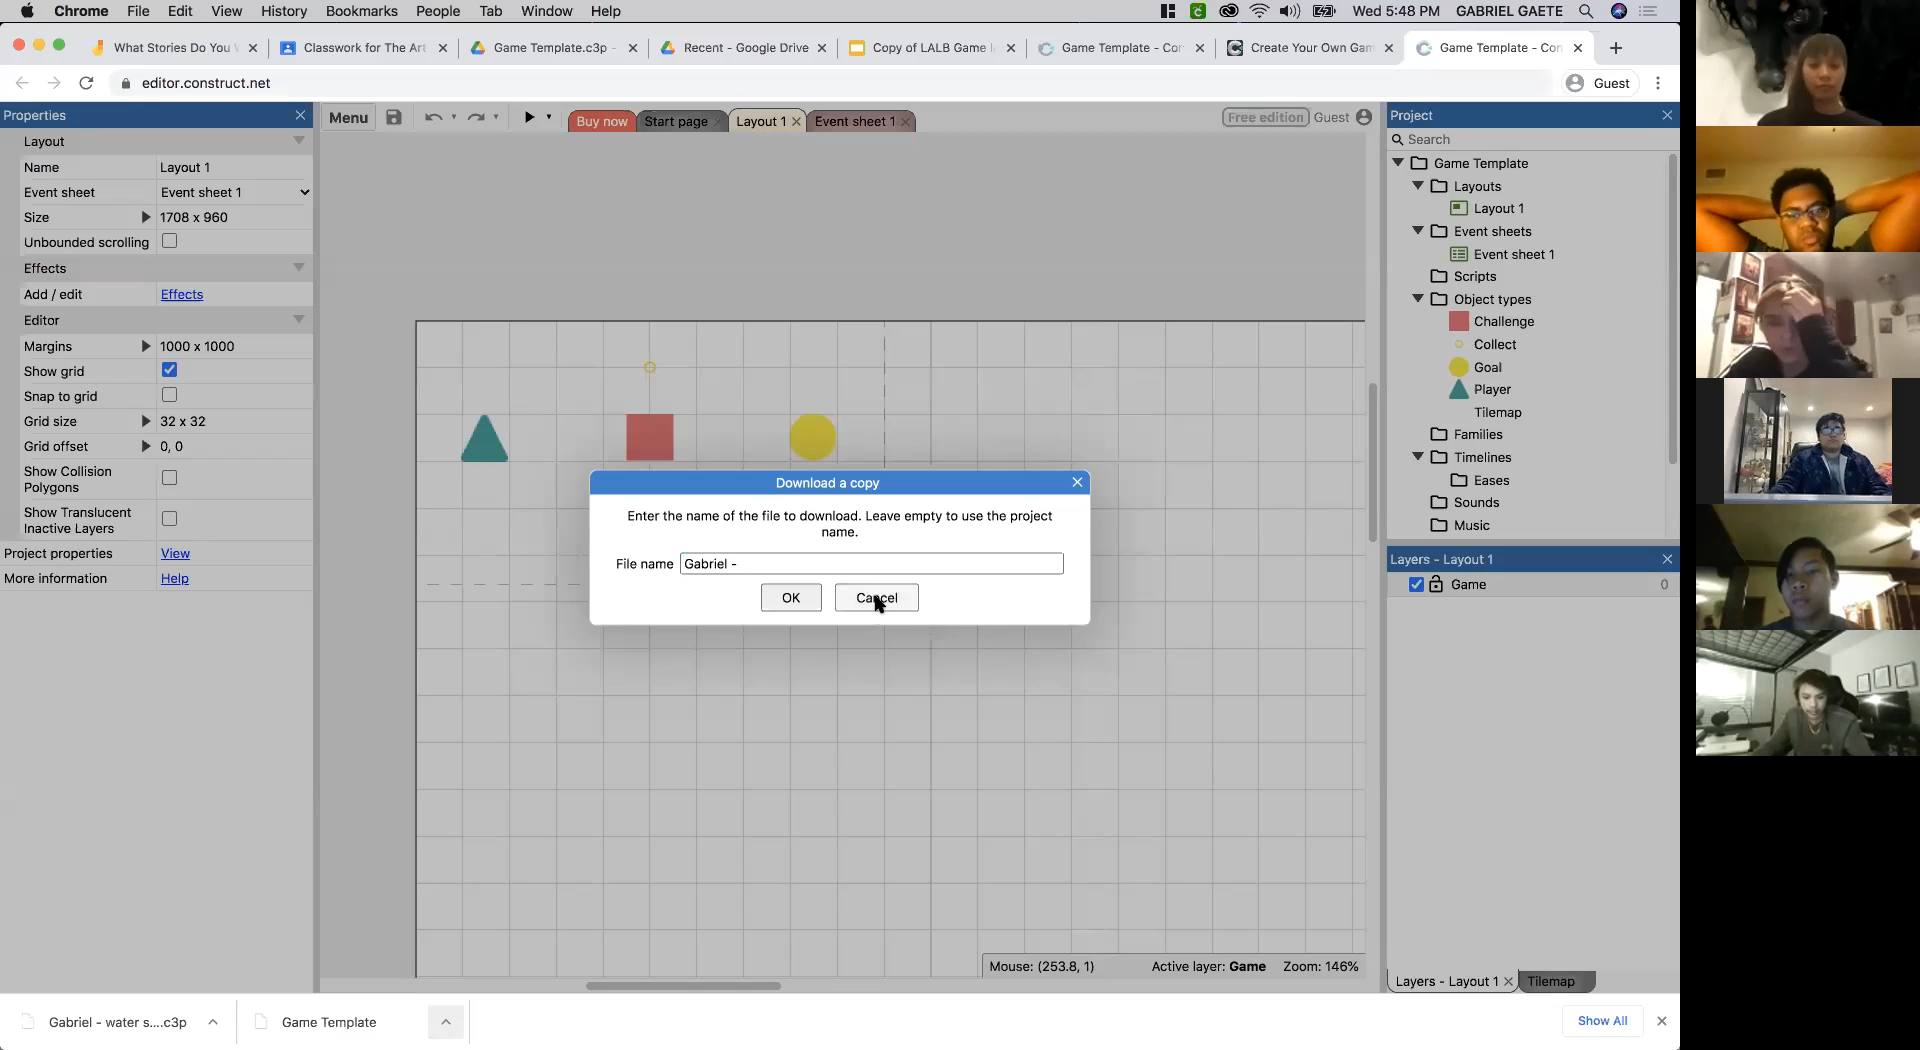 Chrome File Edit View History Bookmarks People Tab Window Help Wed 5:48 PM GABRIEL GAETE
What Stories Do You Classwork for The Art Game Template.c3p - Recent - Google Drive Copy of LALB Game Game Template - Con Create Your Own Gam Game Template - Con
editor.construct.net Guest
Properties
Layout
Name Layout 1
Event sheet Event sheet 1
Size 1708 x 960
Unbounded scrolling
Effects
Add / edit Effects
Editor
Margins 1000 x 1000
Show grid
Snap to grid
Grid size 32 x 32
Grid offset 0, 0
Show Collision
Polygons
Show Translucent
Inactive Layers
Project properties View
More information Help
Menu Buy now Start page Layout 1 Event sheet 1 Free edition Guest
Download a copy
Enter the name of the file to download. Leave empty to use the project
name.
File name Gabriel -
OK Cancel
Mouse: (253.8, 1) Active layer: Game Zoom: 146%
Project
Search
Game Template
Layouts
Layout 1
Event sheets
Event sheet 1
Scripts
Object types
Challenge
Collect
Goal
Player
Tilemap
Families
Timelines
Eases
Sounds
Music
Layers - Layout 1
Game 0
Layers - Layout 1 Tilemap
Gabriel - water s....c3p Game Template Show All